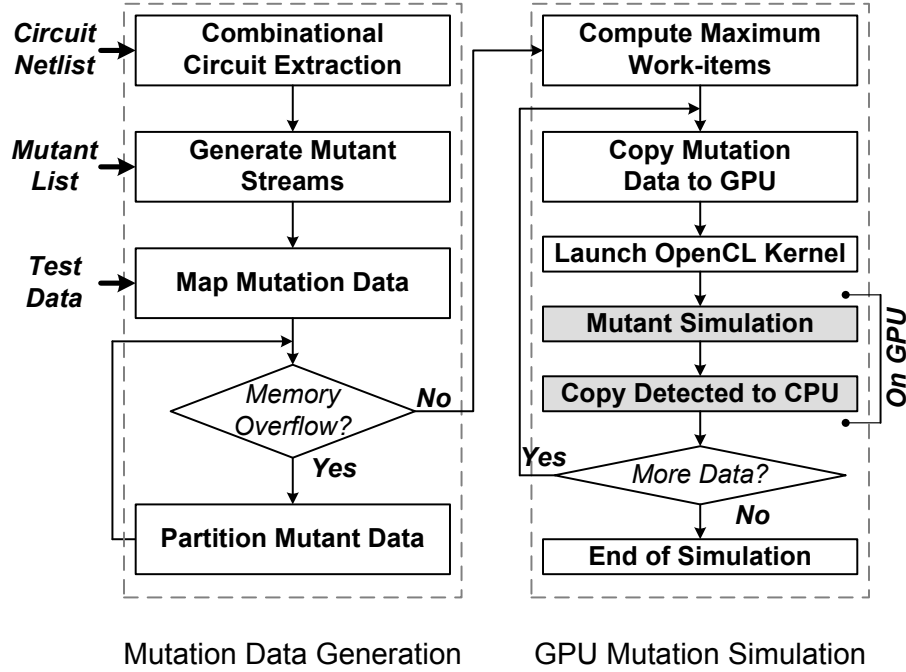 Circuit
Netlist
Combinational
Circuit Extraction
Mutant
List
Generate Mutant
Streams
Test
Data
Map Mutation Data
Memory
Overflow?
No
Yes
Partition Mutant Data
Mutation Data Generation
Compute Maximum
Work-items
Copy Mutation
Data to GPU
Launch OpenCL Kernel
Mutant Simulation
Copy Detected to CPU
On GPU
More Data?
Yes
No
End of Simulation
GPU Mutation Simulation